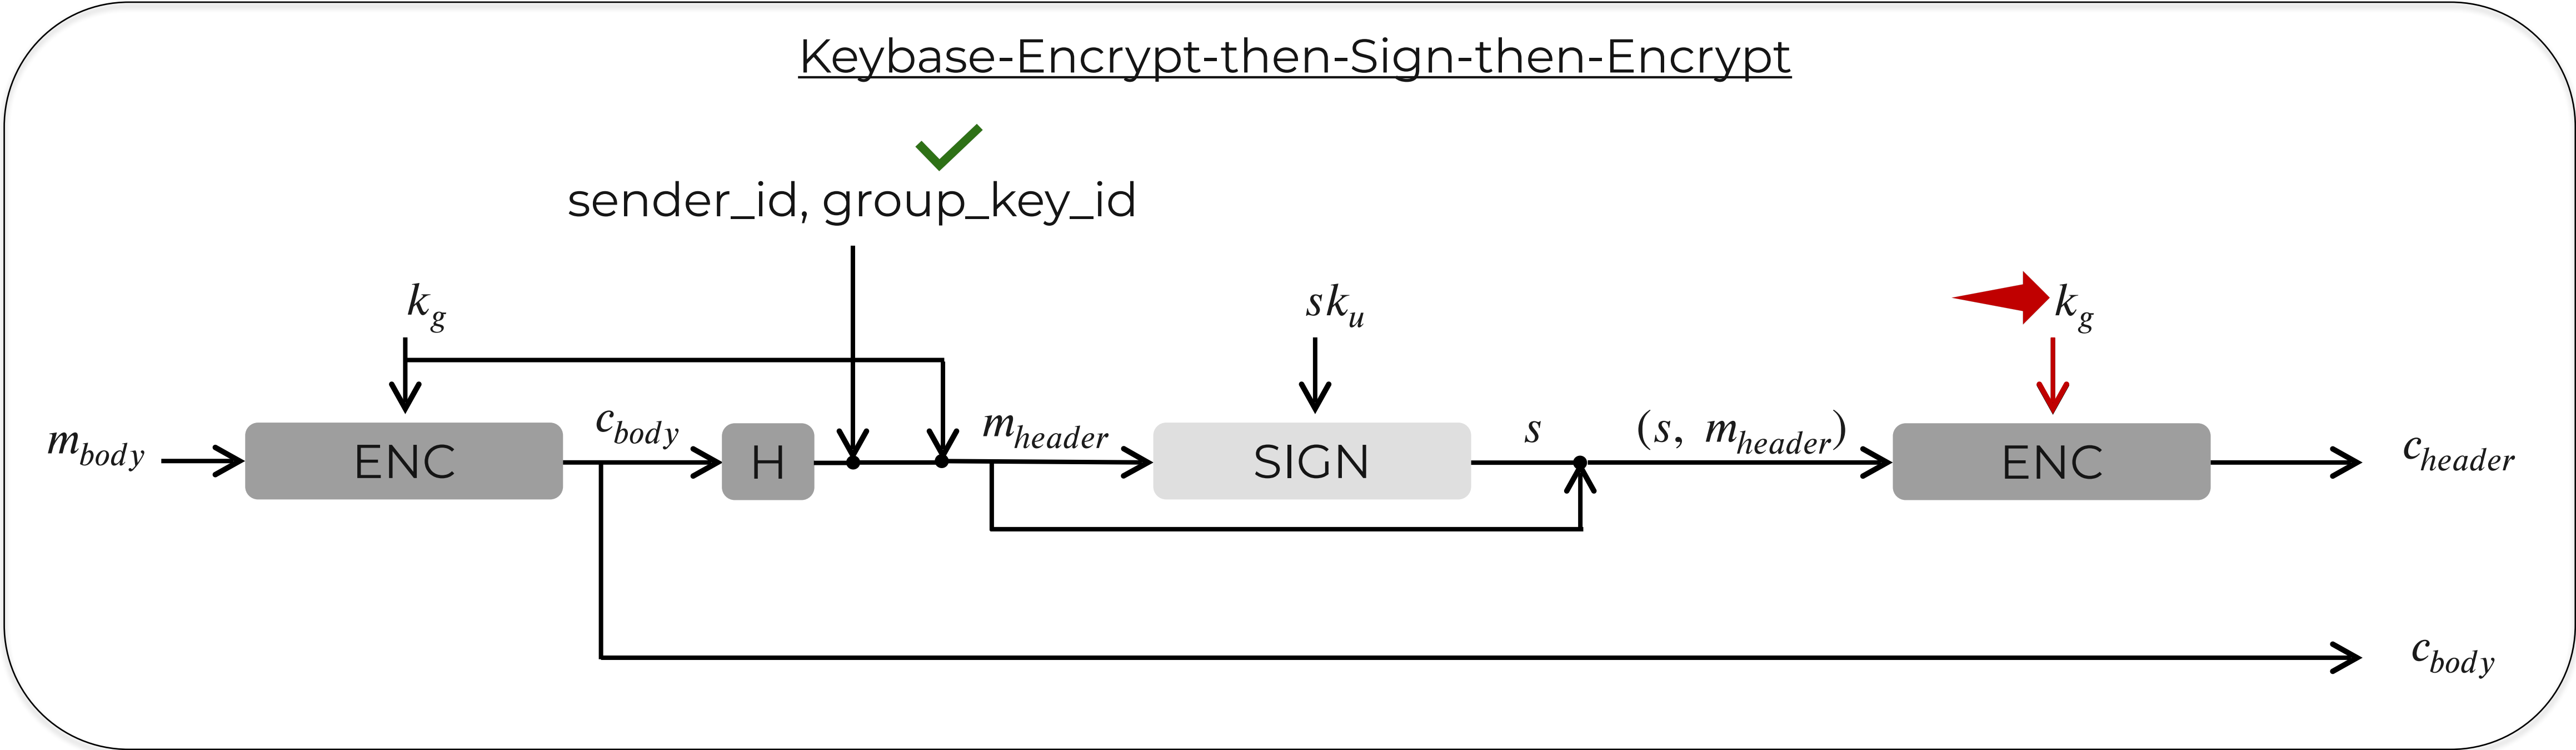 Keybase-Encrypt-then-Sign-then-Encrypt
sender_id, group_key_id
k_g
sk_u
k_g
m_body
ENC
c_body
H
m_header
SIGN
s
(s, m_header)
ENC
c_header
c_body